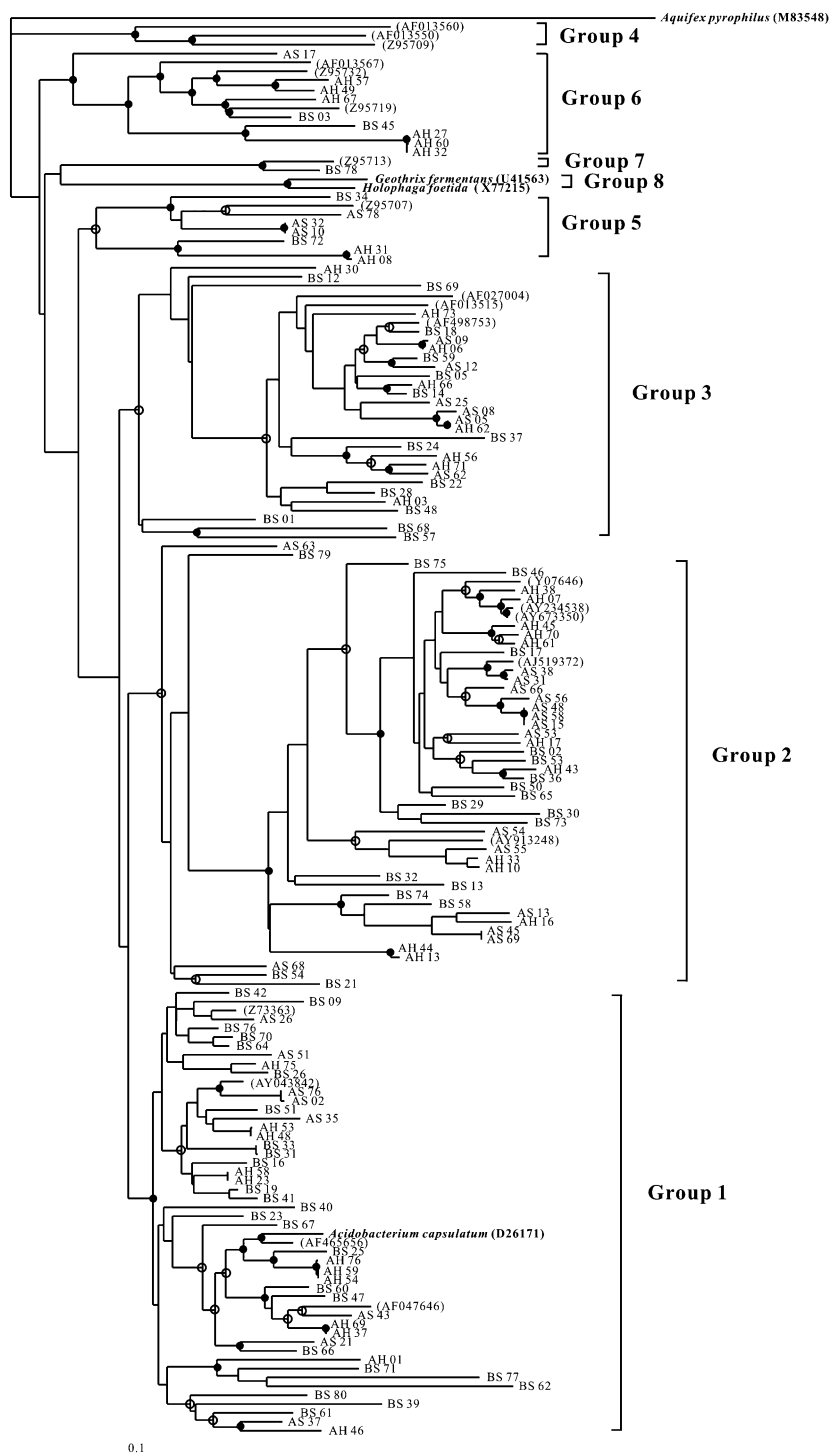 Aquifex pyrophilus (M83548)
(AF013560)
(AF013550)
(Z95709)
Group 4
AS 17
(AF013567)
(Z95732)
AH 57
AH 49
AH 67
(Z95719)
BS 03
BS 45
AH 27
AH 60
AH 32
Group 6
(Z95713)
BS 78
Group 7
Geothrix fermentans (U41563)
Holophaga foetida ( X77215)
Group 8
BS 34
(Z95707)
AS 78
AS 32
AS 10
BS 72
AH 31
AH 08
Group 5
AH 30
BS 12
BS 69
(AF027004)
(AF013515)
AH 73
(AF498753)
BS 18
AS 09
AH 06
BS 59
AS 12
BS 05
AH 66
BS 14
AS 25
AS 08
AS 05
AH 62
BS 37
BS 24
AH 56
AH 71
AS 62
BS 22
BS 28
AH 03
BS 48
BS 01
BS 68
BS 57
Group 3
AS 63
BS 79
BS 75
BS 46
( Y07646)
AH 38
AH 07
(AY234538)
(AY673350)
AH 45
AH 70
AH 61
BS 17
(AJ519372)
AS 38
AS 31
AS 66
AS 56
AS 48
AS 58
AS 15
AS 53
AH 17
BS 02
BS 53
AH 43
BS 36
BS 50
BS 65
BS 29
BS 30
BS 73
AS 54
(AY913248)
AS 55
AH 33
AH 10
BS 32
BS 13
BS 74
BS 58
AS 13
AH 16
AS 45
AS 69
AH 44
AH 13
AS 68
BS 54
BS 21
Group 2
BS 42
BS 09
(Z73363)
AS 26
BS 76
BS 70
BS 64
AS 51
AH 75
BS 26
(AY043842)
AS 76
AS 02
BS 51
AS 35
AH 53
AH 48
BS 33
BS 31
BS 16
AH 58
AH 23
BS 19
BS 41
BS 40
BS 23
BS 67
Acidobacterium capsulatum (D26171)
(AF465656)
BS 25
AH 76
AH 59
AH 54
BS 60
BS 47
(AF047646)
AS 43
AH 69
AH 37
AS 21
BS 66
AH 01
BS 71
BS 77
BS 62
BS 80
BS 39
BS 61
AS 37
AH 46
Group 1
0.1